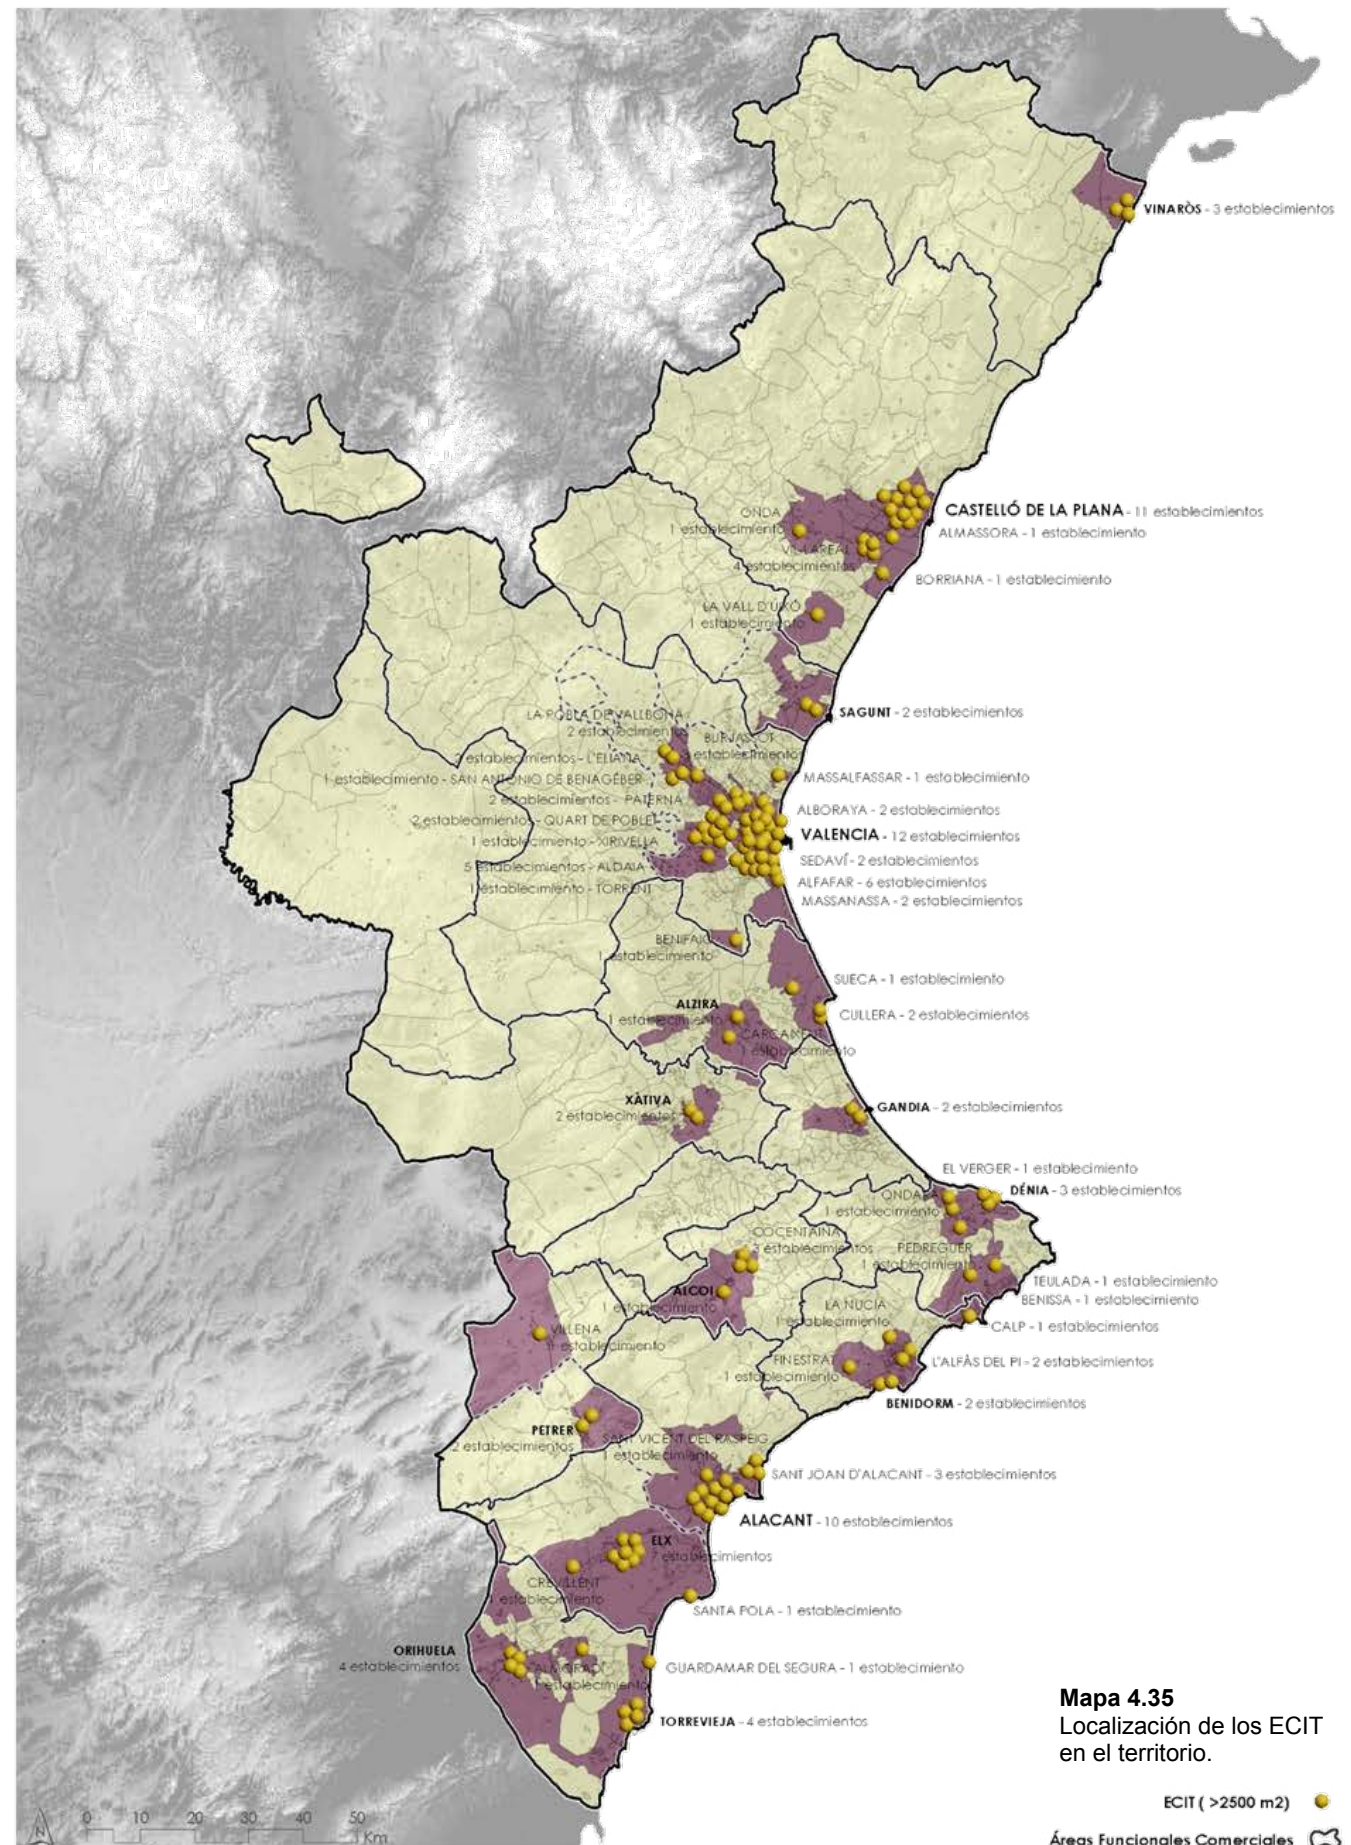 VINARÒS - 3 establecimientos
ONDA
1 establecimiento
CASTELLÓ DE LA PLANA - 11 establecimientos
ALMASSORA - 1 establecimiento
VILA-REAL
4 establecimientos
BORRIANA - 1 establecimiento
LA VALL D'UIXÓ
1 establecimiento
SAGUNT - 2 establecimientos
LA POBLA DE VALLBONA
2 establecimientos
BURJASSOT
establecimientos
2 establecimientos - L'ELIANA
1 establecimiento - SAN ANTONIO DE BENAGÉBER
MASSALFASSAR - 1 establecimiento
2 establecimientos - PATERNA
ALBORAYA - 2 establecimientos
2 establecimientos - QUART DE POBLET
VALENCIA - 12 establecimientos
1 establecimiento - XIRIVELLA
SEDAVÍ - 2 establecimientos
5 establecimientos - ALDAIA
ALFAFAR - 6 establecimientos
1 establecimiento - TORRENT
MASSANASSA - 2 establecimientos
BENIFAIÓ
1 establecimiento
SUECA - 1 establecimiento
ALZIRA
1 establecimiento
CULLERA - 2 establecimientos
CARCAIXENT
1 establecimiento
XÀTIVA
2 establecimientos
GANDIA - 2 establecimientos
EL VERGER - 1 establecimiento
ONDARA
1 establecimiento
DÉNIA - 3 establecimientos
COCENTAINA
3 establecimientos
PEDREGUER
1 establecimiento
TEULADA - 1 establecimiento
BENISSA - 1 establecimiento
ALCOI
1 establecimiento
LA NUCIA
1 establecimiento
CALP - 1 establecimiento
VILLENA
1 establecimiento
FINESTRAT
1 establecimiento
L'ALFÀS DEL PI - 2 establecimientos
BENIDORM - 2 establecimientos
PETRER
2 establecimientos
SANT VICENT DEL RASPEIG
1 establecimiento
SANT JOAN D'ALACANT - 3 establecimientos
ALACANT - 10 establecimientos
ELX
7 establecimientos
CREVILLENT
1 establecimiento
SANTA POLA - 1 establecimiento
ORIHUELA
4 establecimientos
ALMORADÍ
1 establecimiento
GUARDAMAR DEL SEGURA - 1 establecimiento
TORREVIEJA - 4 establecimientos
Mapa 4.35
Localización de los ECIT
en el territorio.
ECIT ( >2500 m2)
Áreas Funcionales Comerciales
N
0 10 20 30 40 50
Km